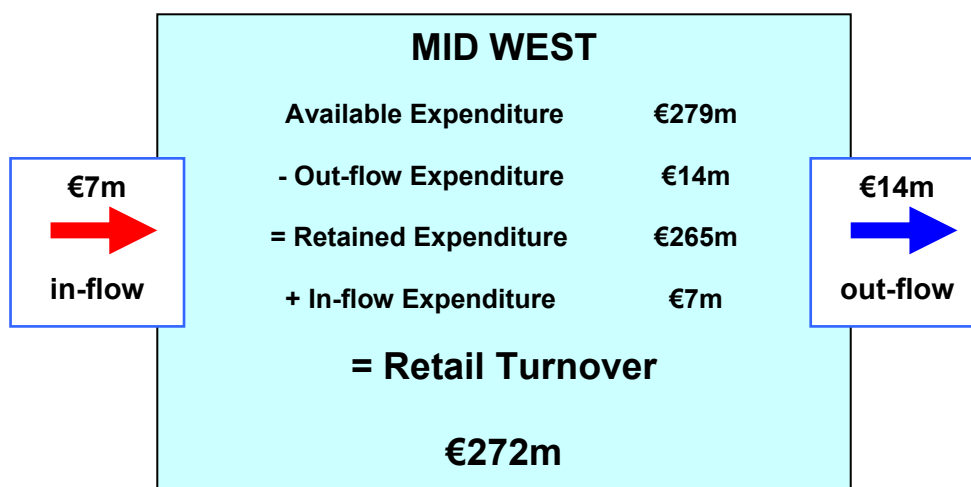 MID WEST
Available Expenditure €279m
- Out-flow Expenditure €14m
= Retained Expenditure €265m
+ In-flow Expenditure €7m
= Retail Turnover
€272m
€7m
in-flow
€14m
out-flow